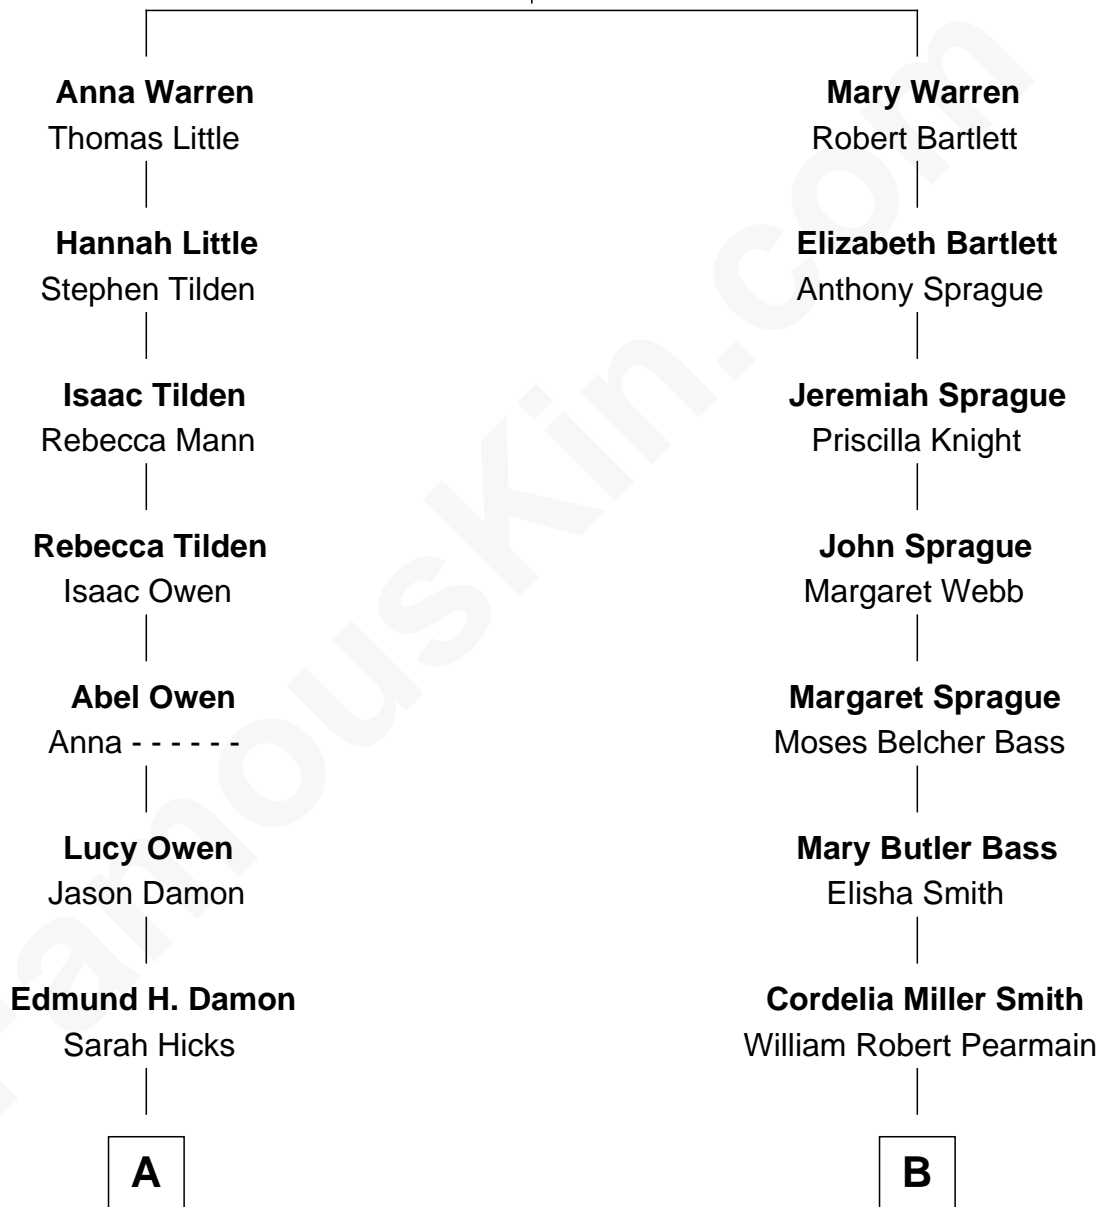 Anna Warren
Thomas Little
Hannah Little
Stephen Tilden
Isaac Tilden
Rebecca Mann
Rebecca Tilden
Isaac Owen
Abel Owen
Anna - - - - - -
Lucy Owen
Jason Damon
Edmund H. Damon
Sarah Hicks
A
Mary Warren
Robert Bartlett
Elizabeth Bartlett
Anthony Sprague
Jeremiah Sprague
Priscilla Knight
John Sprague
Margaret Webb
Margaret Sprague
Moses Belcher Bass
Mary Butler Bass
Elisha Smith
Cordelia Miller Smith
William Robert Pearmain
B
FamousKin.com